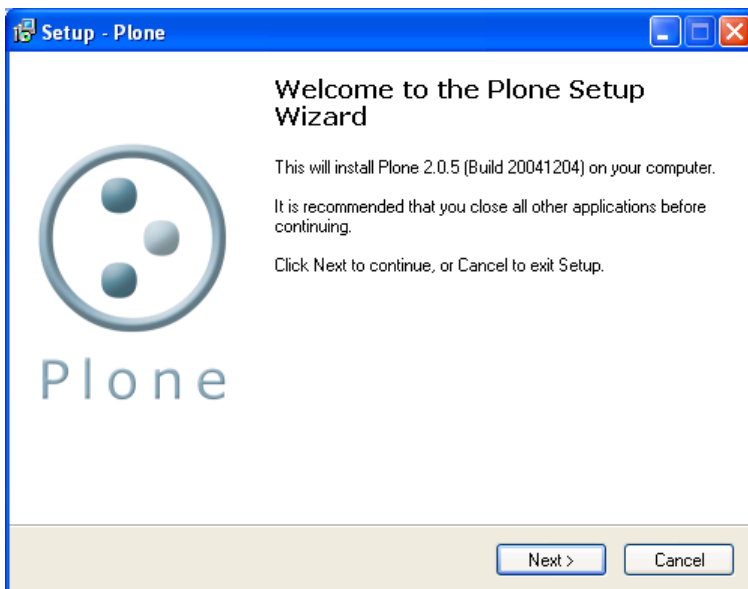 Setup - Plone
Welcome to the Plone Setup
Wizard
This will install Plone 2.0.5 (Build 20041204) on your computer.
It is recommended that you close all other applications before
continuing.
Click Next to continue, or Cancel to exit Setup.
Plone
Next >
Cancel